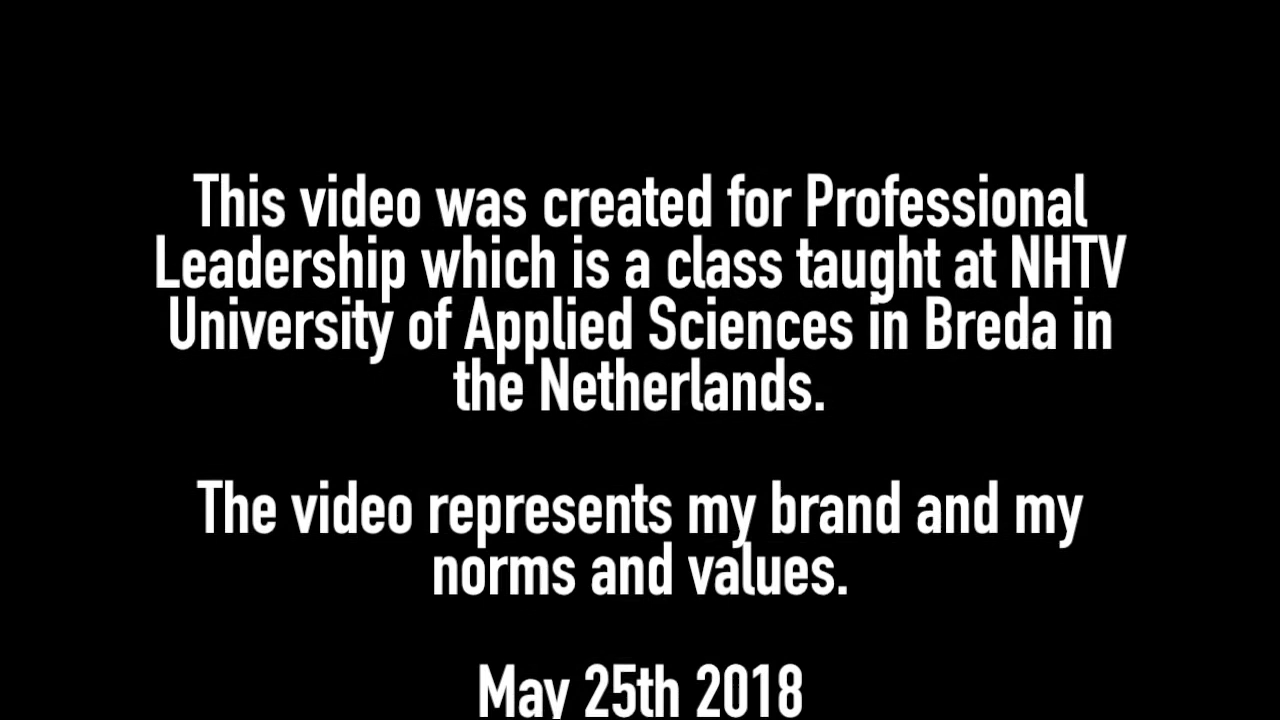 This video was created for Professional
Leadership which is a class taught at NHTV
University of Applied Sciences in Breda in
the Netherlands.
The video represents my brand and my
norms and values.
May 25th 2018